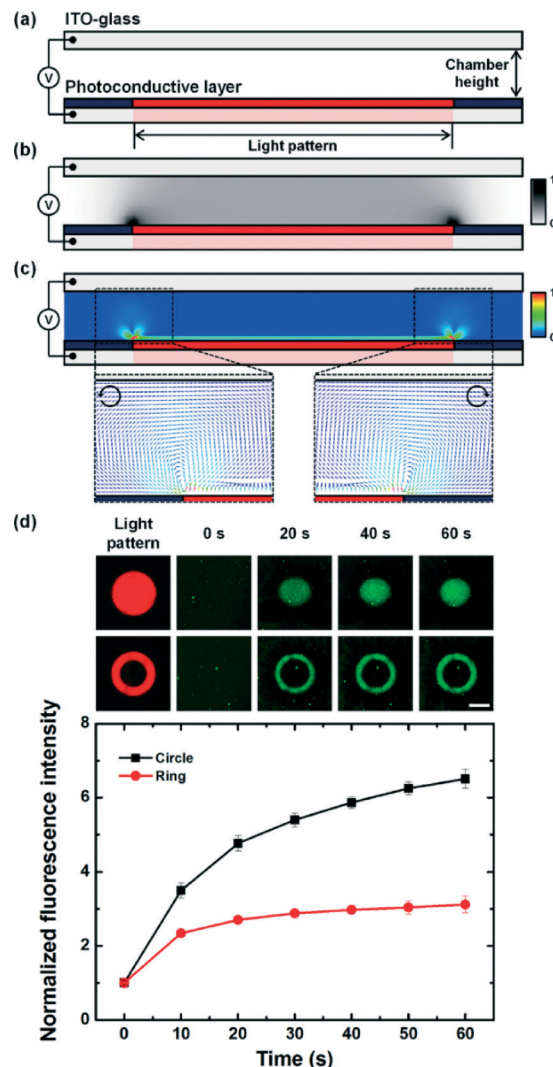 (a)
ITO-glass
V
Chamber
height
Photoconductive layer
Light pattern
(b)
V
1
0
(c)
V
1
0
(d)
Light
pattern
0 s
20 s
40 s
60 s
Normalized fluorescence intensity
8
6
4
2
0
Circle
Ring
0
10
20
30
40
50
60
Time (s)